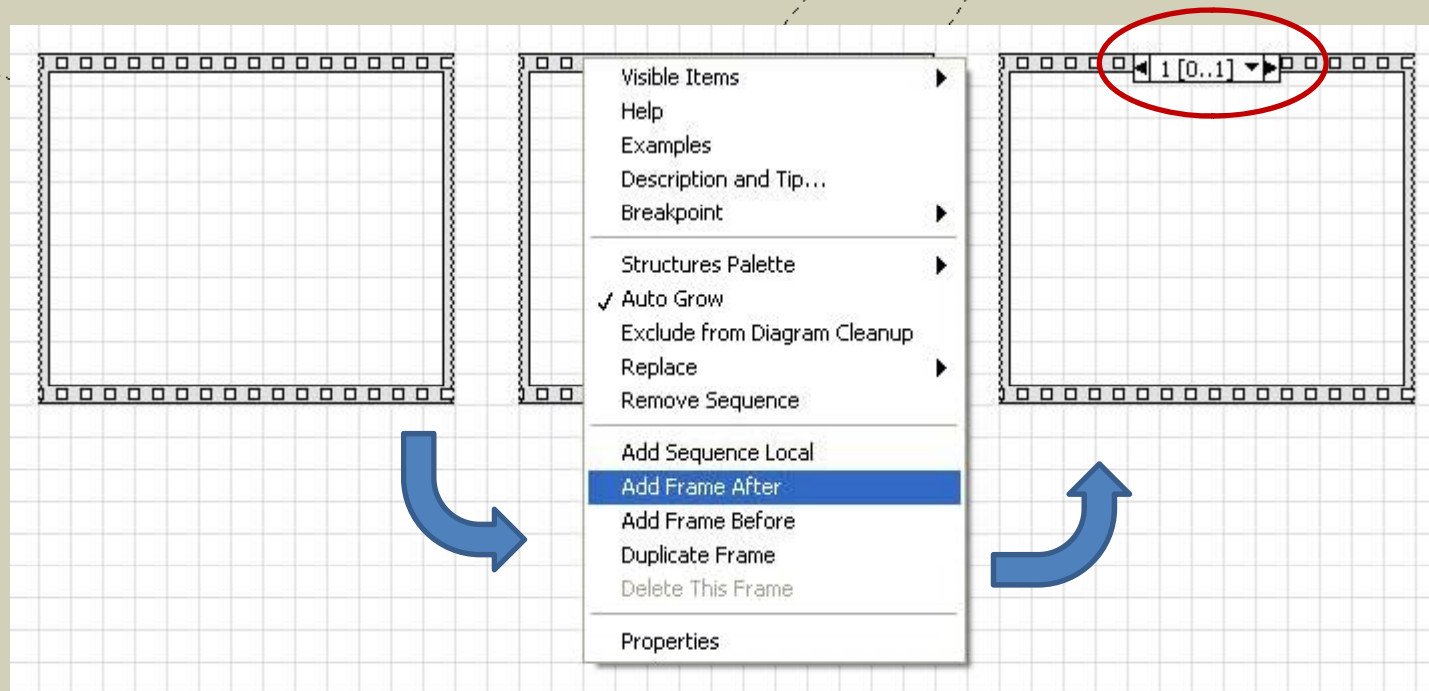 Visible Items
Help
Examples
Description and Tip...
Breakpoint
Structures Palette
Auto Grow
Exclude from Diagram Cleanup
Replace
Remove Sequence
Add Sequence Local
Add Frame After
Add Frame Before
Duplicate Frame
Delete This Frame
Properties
1 [0..1]